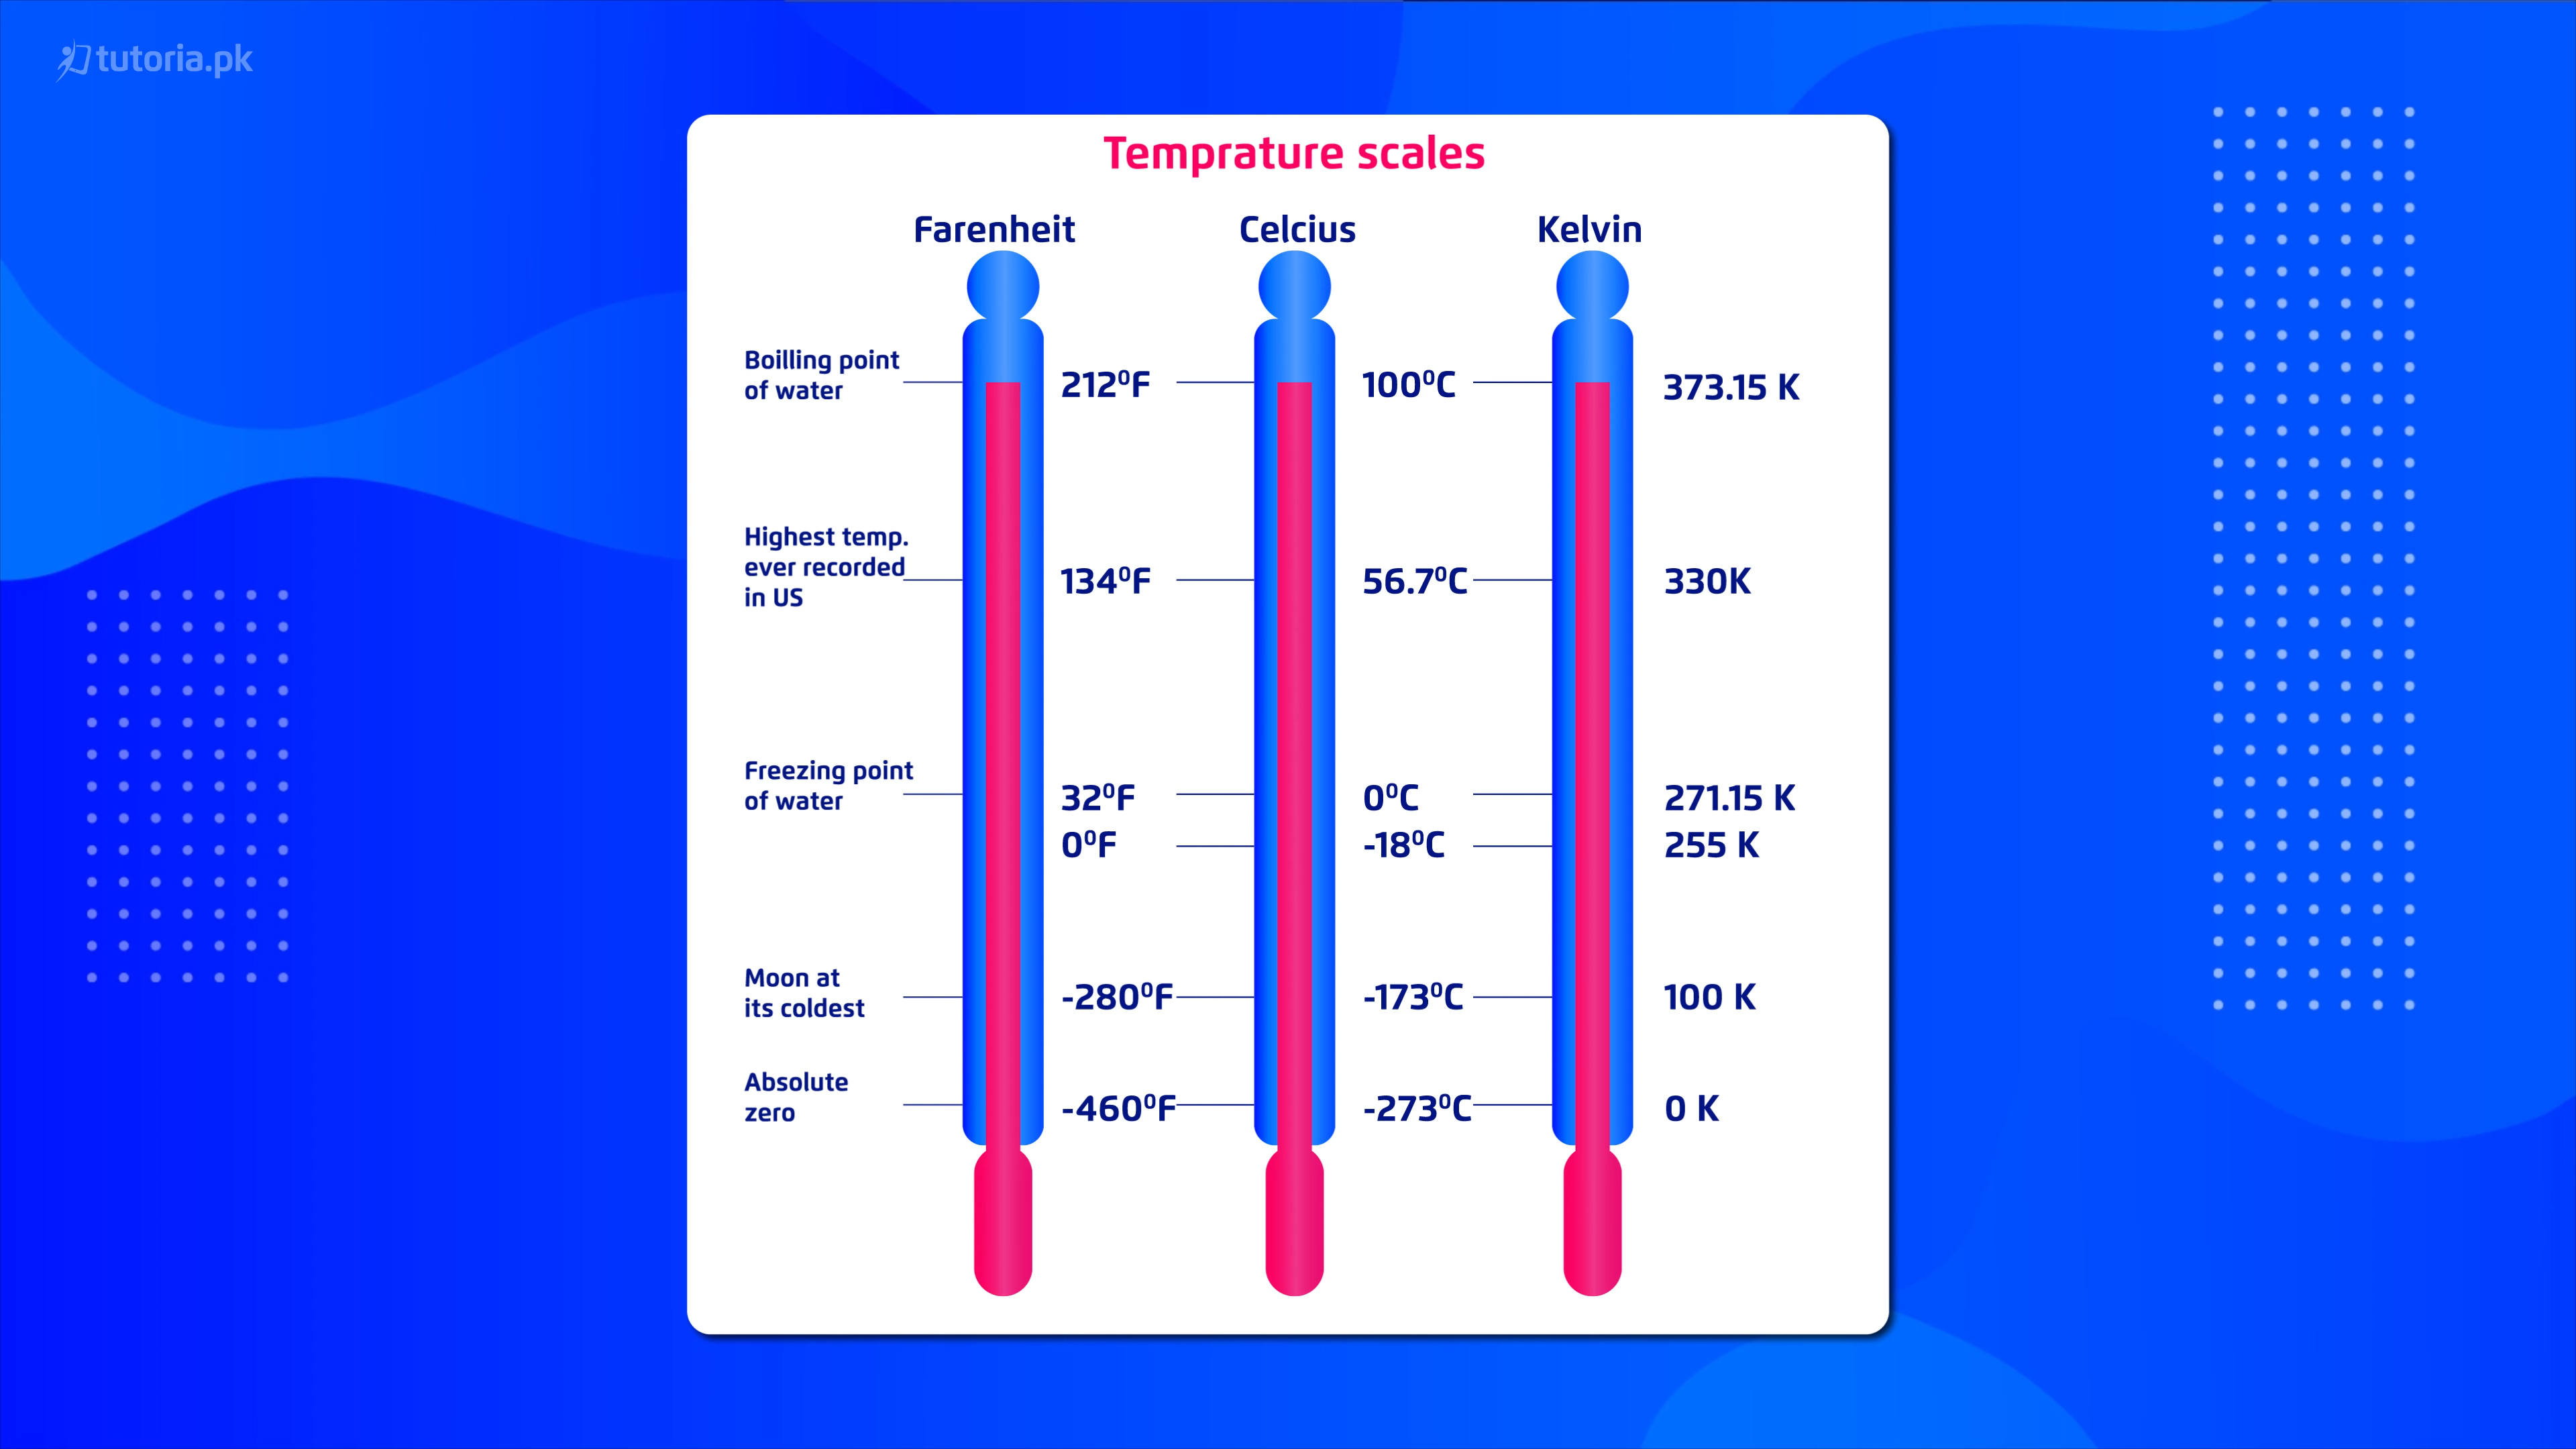 tutoria.pk
Temprature scales
Farenheit Celcius Kelvin
Boilling point
of water
212⁰F 100⁰C 373.15 K
Highest temp.
ever recorded
in US
134⁰F 56.7⁰C 330K
Freezing point
of water
32⁰F 0⁰C 271.15 K
0⁰F -18⁰C 255 K
Moon at
its coldest
-280⁰F -173⁰C 100 K
Absolute
zero
-460⁰F -273⁰C 0 K